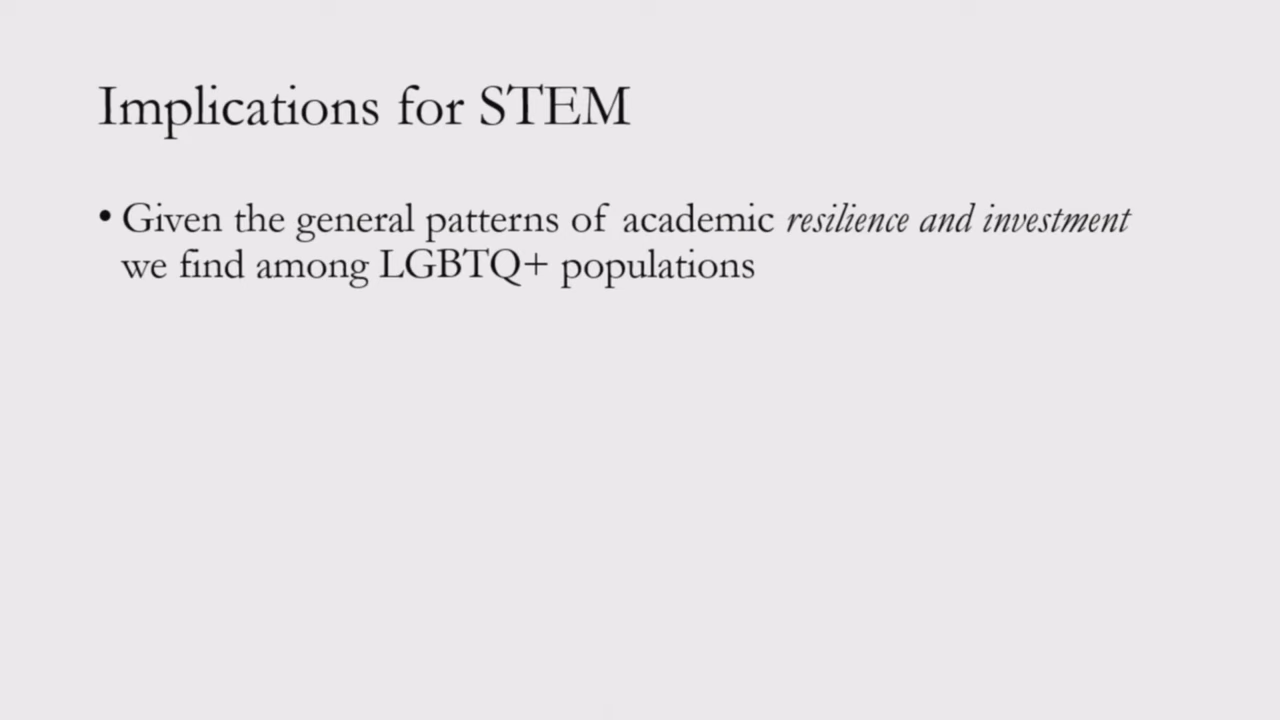 Implications for STEM
• Given the general patterns of academic resilience and investment
we find among LGBTQ+ populations